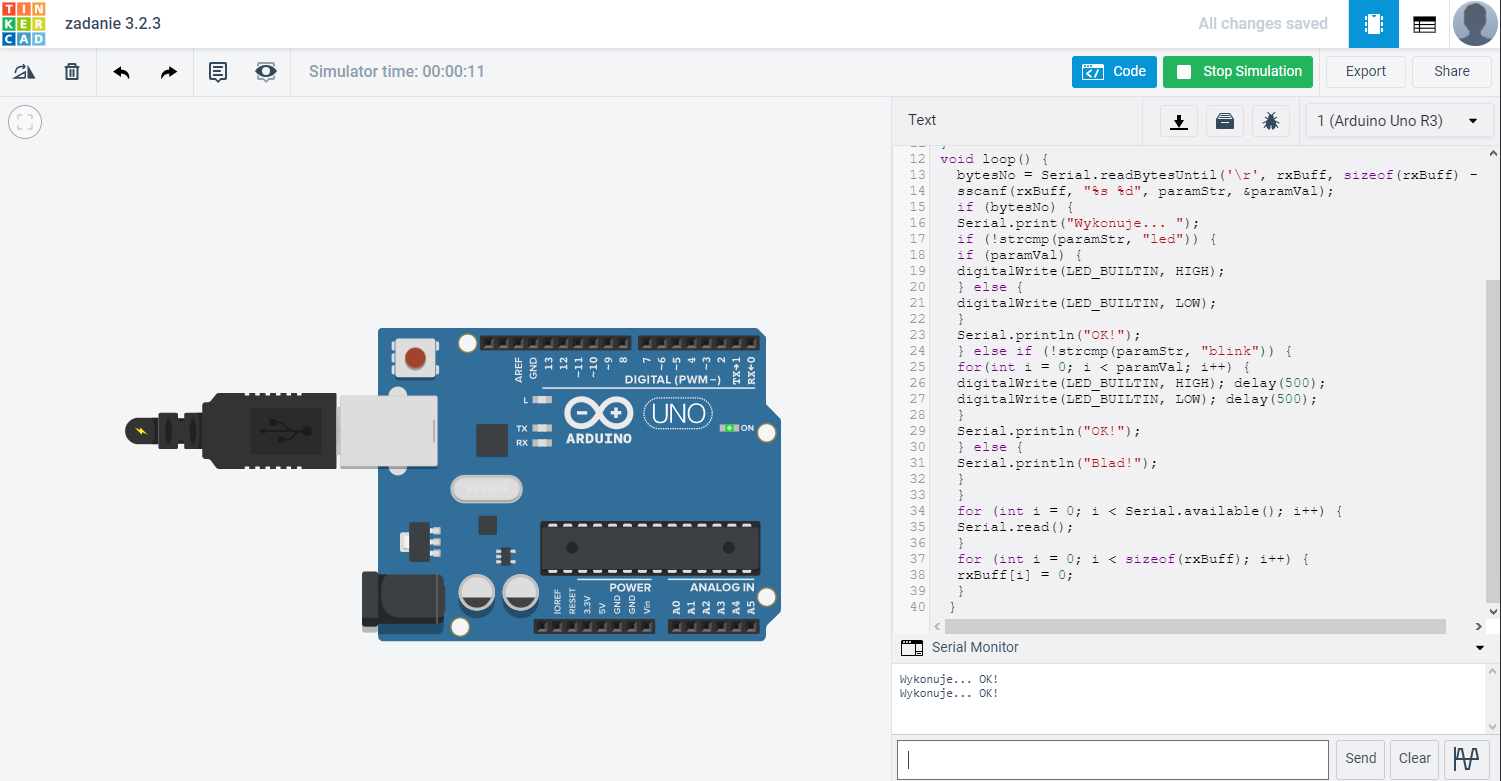 TIN
KER
CAD
zadanie 3.2.3
All changes saved
Simulator time: 00:00:11
Code
Stop Simulation
Export
Share
Text
1 (Arduino Uno R3)
12 void loop() {
13 bytesNo = Serial.readBytesUntil('\r', rxBuff, sizeof(rxBuff) -
14 sscanf(rxBuff, "%s %d", paramStr, &paramVal);
15 if (bytesNo) {
16 Serial.print("Wykonuje... ");
17 if (!strcmp(paramStr, "led")) {
18 if (paramVal) {
19 digitalWrite(LED_BUILTIN, HIGH);
20 } else {
21 digitalWrite(LED_BUILTIN, LOW);
22 }
23 Serial.println("OK!");
24 } else if (!strcmp(paramStr, "blink")) {
25 for(int i = 0; i < paramVal; i++) {
26 digitalWrite(LED_BUILTIN, HIGH); delay(500);
27 digitalWrite(LED_BUILTIN, LOW); delay(500);
28 }
29 Serial.println("OK!");
30 } else {
31 Serial.println("Blad!");
32 }
33 }
34 for (int i = 0; i < Serial.available(); i++) {
35 Serial.read();
36 }
37 for (int i = 0; i < sizeof(rxBuff); i++) {
38 rxBuff[i] = 0;
39 }
40 }
Serial Monitor
Wykonuje... OK!
Wykonuje... OK!
Send
Clear
AREF
GND
13
12
~11
~10
~9
8
7
~6
~5
4
~3
2
TX→1
RX←0
DIGITAL (PWM~)
L
TX
RX
ARDUINO
UNO
ON
POWER
ANALOG IN
IOREF
RESET
3.3V
5V
GND
GND
Vin
A0
A1
A2
A3
A4
A5